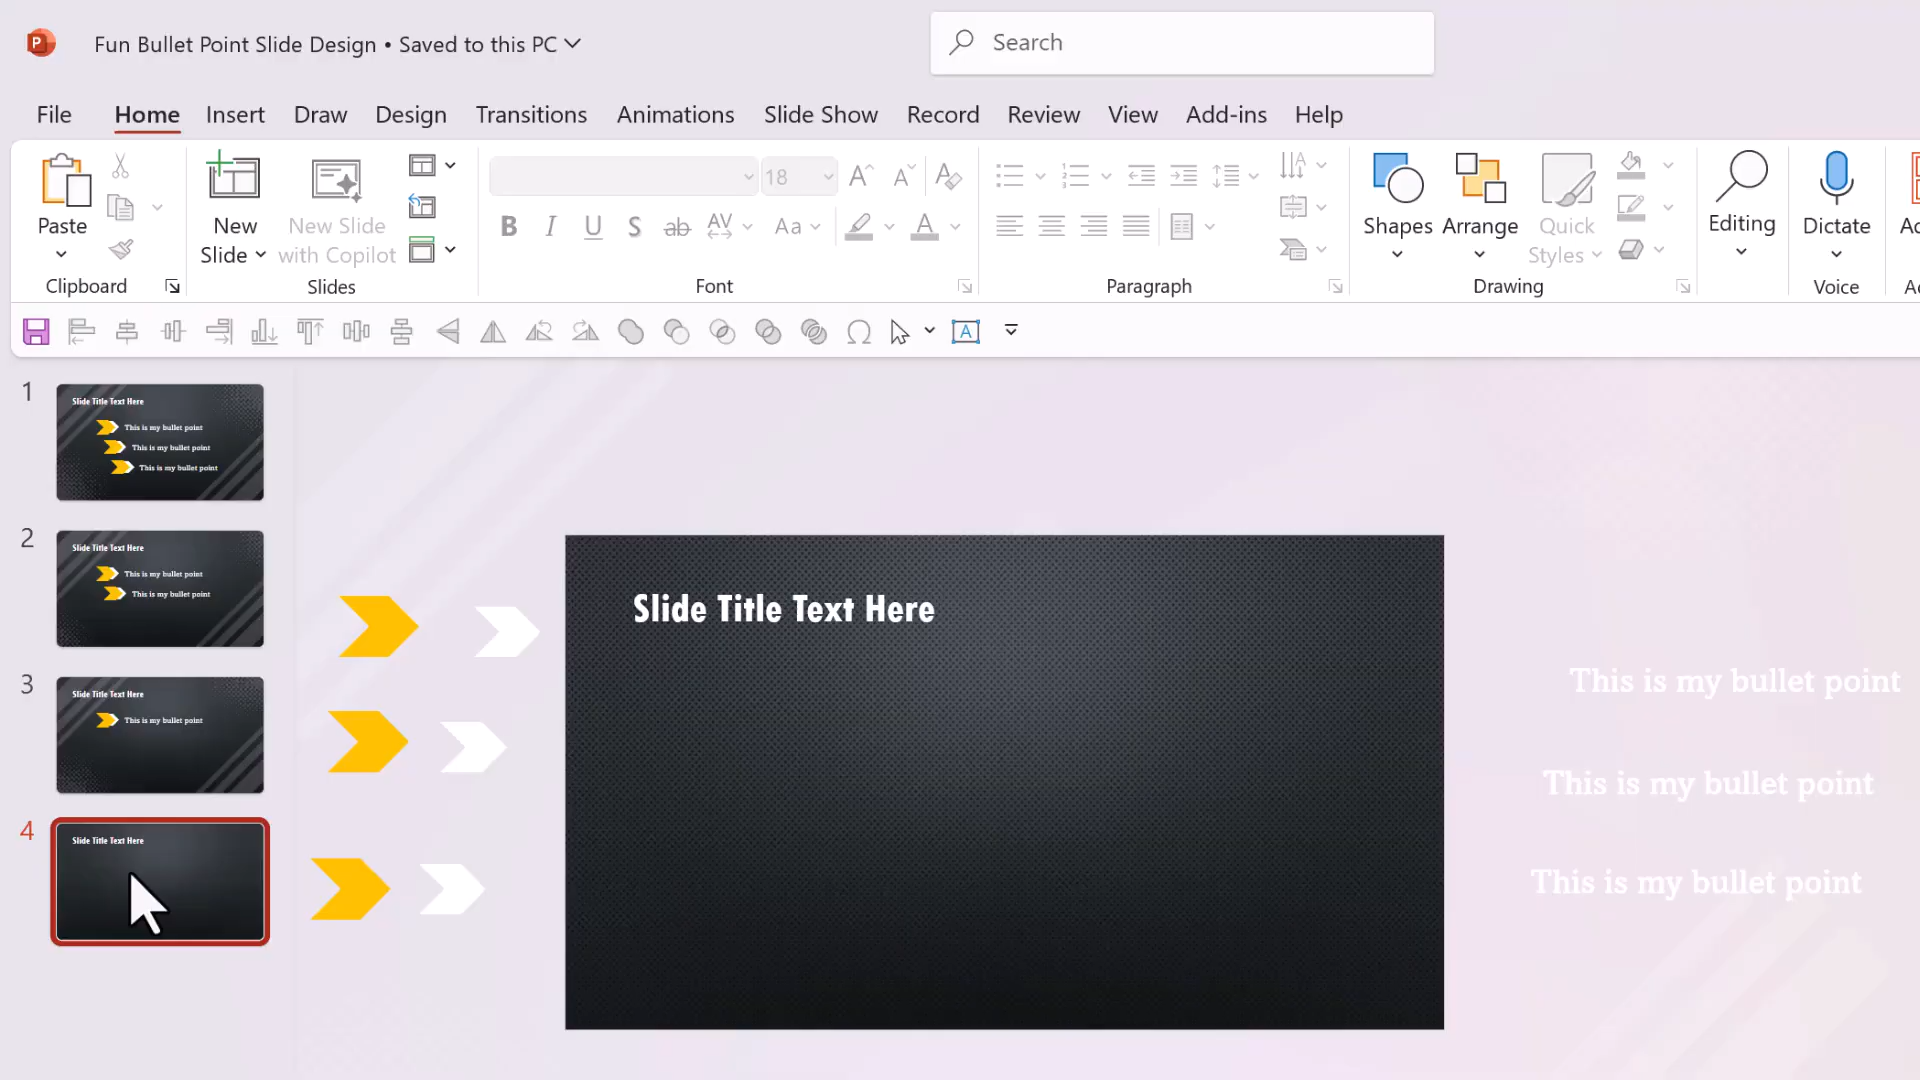 P Fun Bullet Point Slide Design • Saved to this PC
Search
File Home Insert Draw Design Transitions Animations Slide Show Record Review View Add-ins Help
Paste
Clipboard
New Slide
New Slide with Copilot
Slides
18
B I U S ab AV Aa A
Font
Paragraph
Shapes
Arrange
Quick Styles
Drawing
Editing
Dictate
Voice
1
Slide Title Text Here
This is my bullet point
This is my bullet point
This is my bullet point
2
Slide Title Text Here
This is my bullet point
This is my bullet point
3
Slide Title Text Here
This is my bullet point
4
Slide Title Text Here
Slide Title Text Here
This is my bullet point
This is my bullet point
This is my bullet point